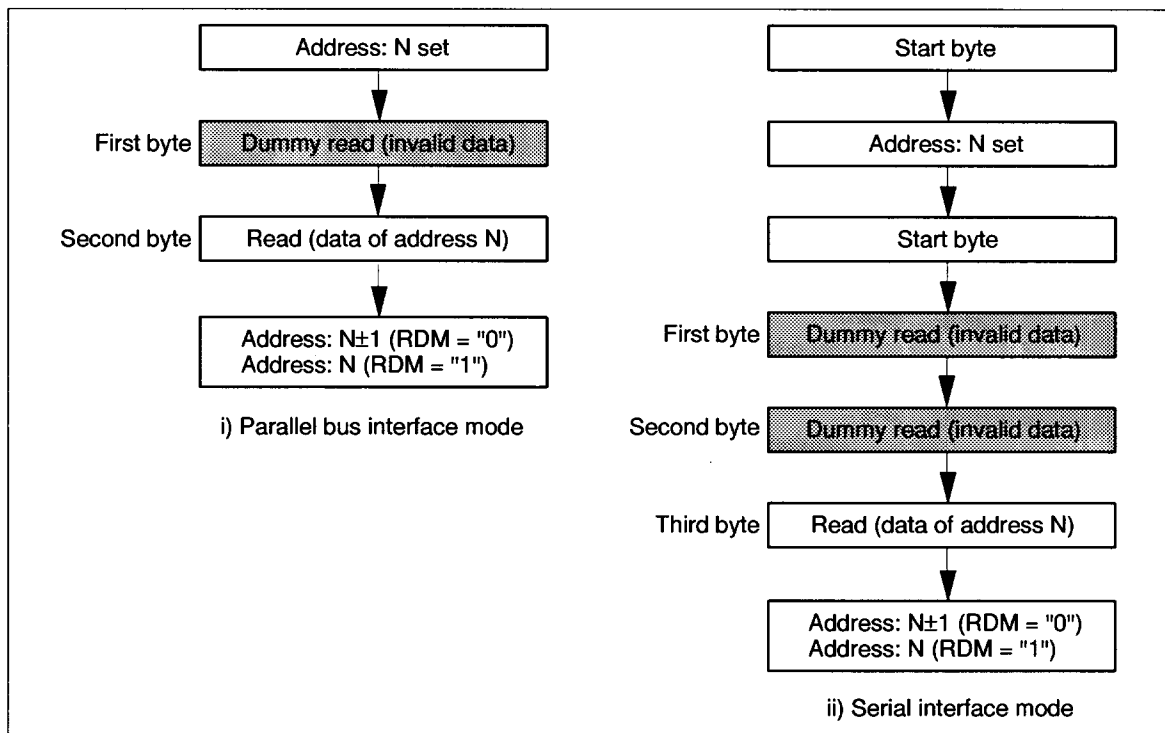 Address: N set
First byte
Dummy read (invalid data)
Second byte
Read (data of address N)
Address: N±1 (RDM = "0")
Address: N (RDM = "1")
i) Parallel bus interface mode
Start byte
Address: N set
Start byte
First byte
Dummy read (invalid data)
Second byte
Dummy read (invalid data)
Third byte
Read (data of address N)
Address: N±1 (RDM = "0")
Address: N (RDM = "1")
ii) Serial interface mode